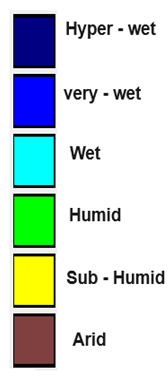 Hyper - wet
very - wet
Wet
Humid
Sub - Humid
Arid